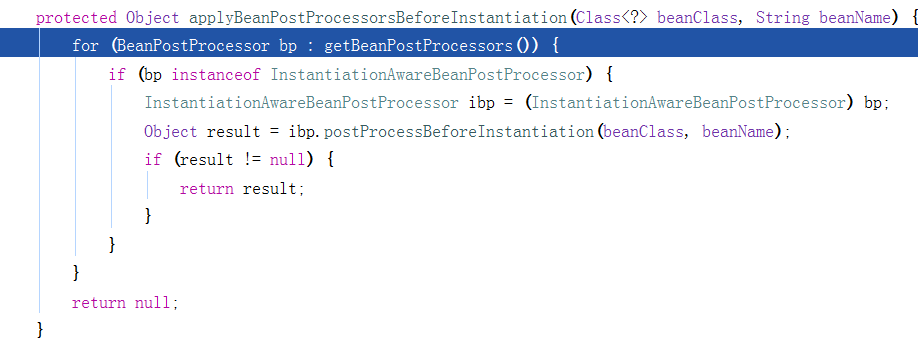 protected Object applyBeanPostProcessorsBeforeInstantiation(Class<?> beanClass, String beanName) {
for (BeanPostProcessor bp : getBeanPostProcessors()) {
if (bp instanceof InstantiationAwareBeanPostProcessor) {
InstantiationAwareBeanPostProcessor ibp = (InstantiationAwareBeanPostProcessor) bp;
Object result = ibp.postProcessBeforeInstantiation(beanClass, beanName);
if (result != null) {
return result;
}
}
}
return null;
}